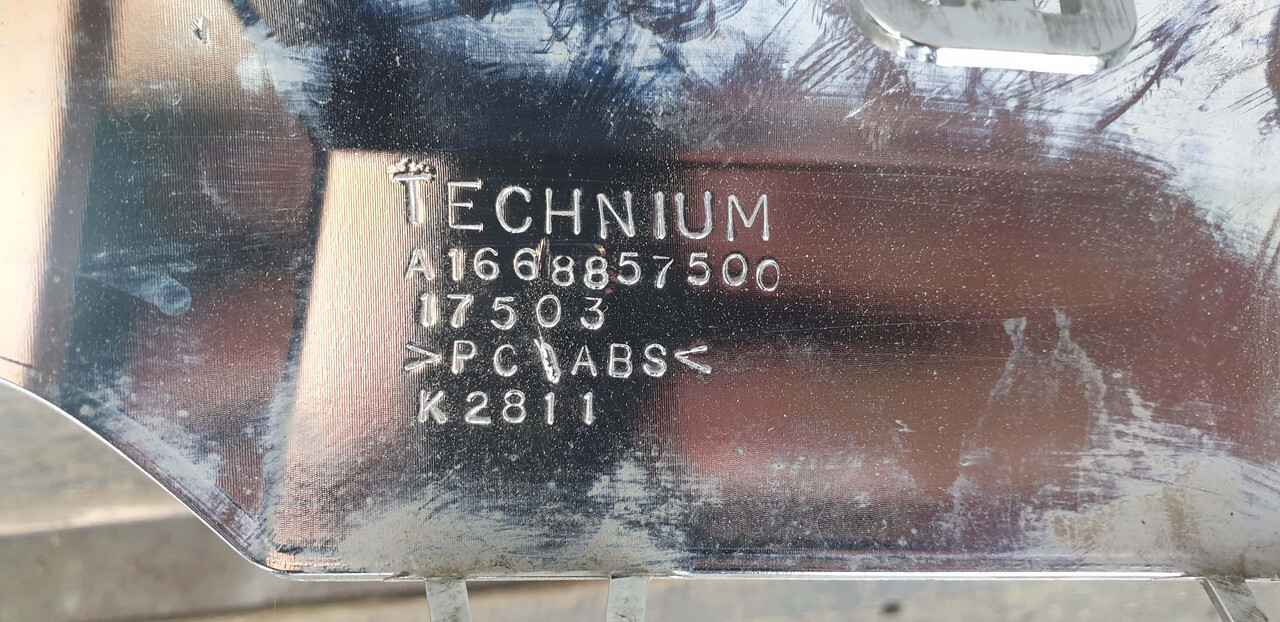 TECHNIUM
A1668857500
17503
>PC\ABS<
K2811